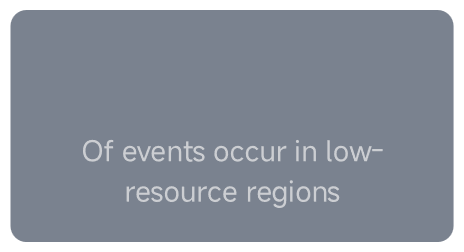 Of events occur in low-
resource regions